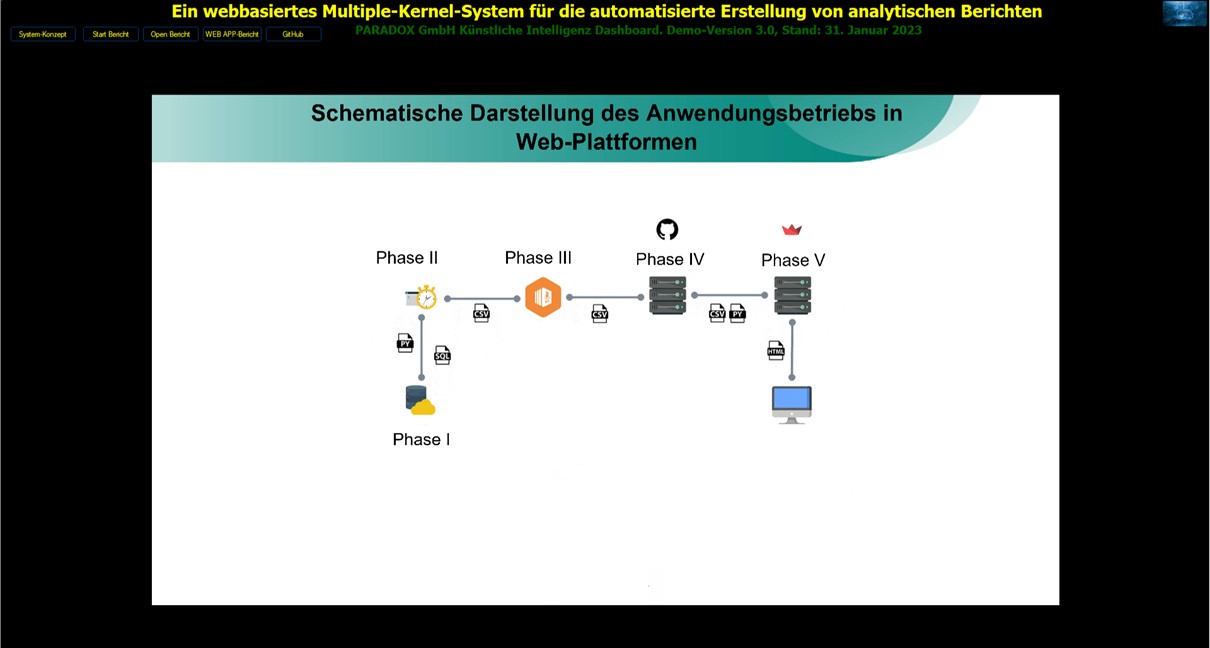 Ein webbasiertes Multiple-Kernel-System für die automatisierte Erstellung von analytischen Berichten
PARADOX GmbH Künstliche Intelligenz Dashboard. Demo-Version 3.0, Stand: 31. Januar 2023
System-Konzept Start Bericht Open Bericht WEB APP-Bericht GitHub
Schematische Darstellung des Anwendungsbetriebs in
Web-Plattformen
Phase II Phase III Phase IV Phase V
CSV CSV CSV PY
PY SQL HTML
Phase I